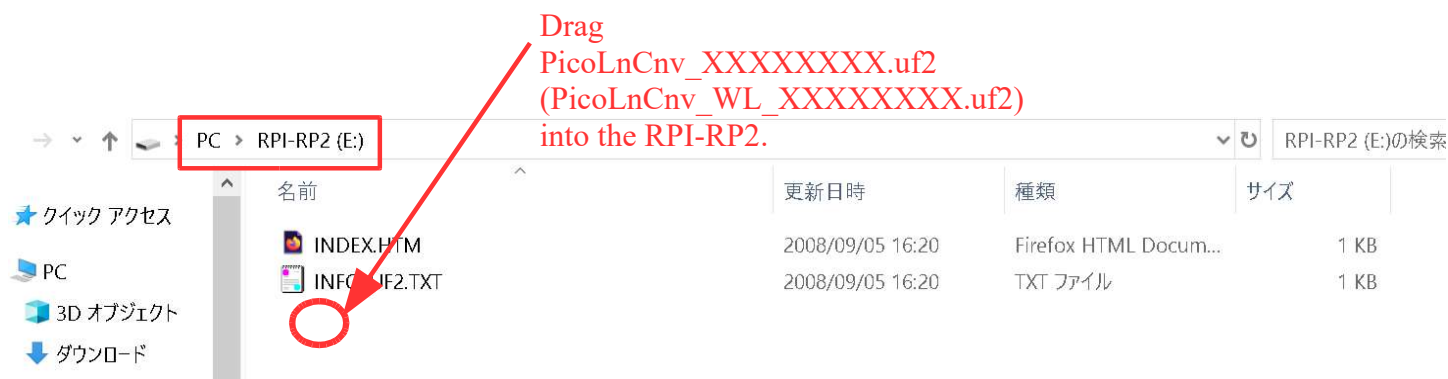 Drag
PicoLnCnv_XXXXXXXX.uf2
(PicoLnCnv_WL_XXXXXXXX.uf2)
into the RPI-RP2.
PC > RPI-RP2 (E:)
RPI-RP2 (E:)の検索
名前 更新日時 種類 サイズ
クイック アクセス
INDEX.HTM 2008/09/05 16:20 Firefox HTML Docum... 1 KB
PC
INFO_UF2.TXT 2008/09/05 16:20 TXT ファイル 1 KB
3D オブジェクト
ダウンロード